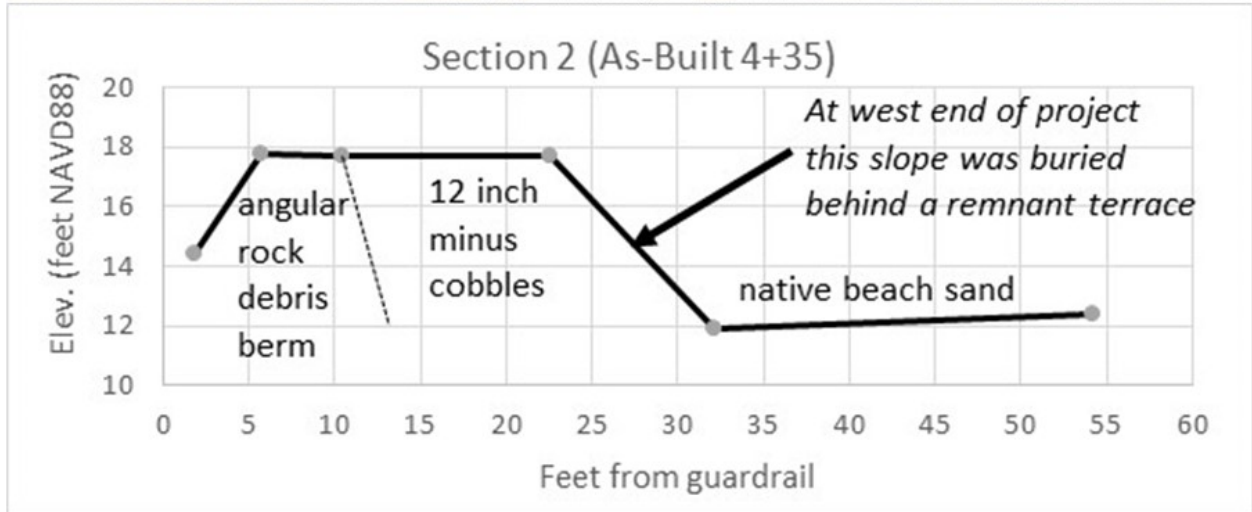 Section 2 (As-Built 4+35)
Elev. (feet NAVD88)
20
18
16
14
12
10
At west end of project
this slope was buried
behind a remnant terrace
angular
rock
debris
berm
12 inch
minus
cobbles
native beach sand
0 5 10 15 20 25 30 35 40 45 50 55 60
Feet from guardrail